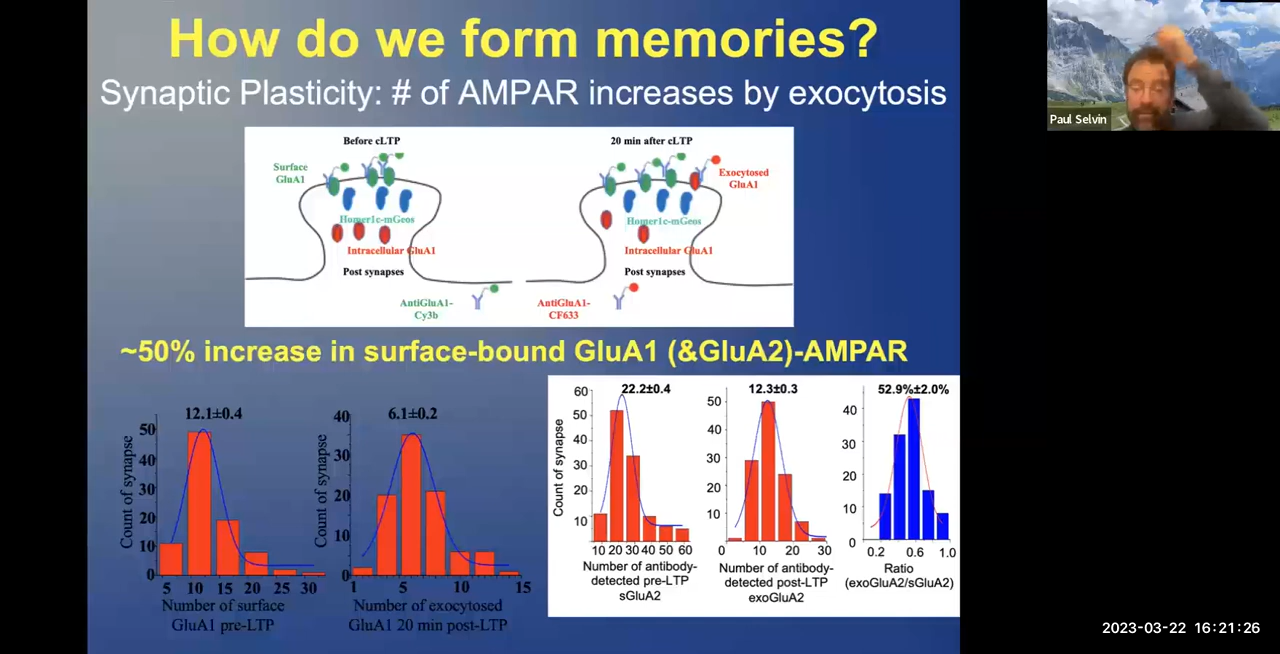 How do we form memories?
Synaptic Plasticity: # of AMPAR increases by exocytosis
Before cLTP
Surface
GluA1
Homer1c-mGeos
Intracellular GluA1
Post synapses
AntiGluA1-
Cy3b
20 min after cLTP
Exocytosed
GluA1
Homer1c-mGeos
Intracellular GluA1
Post synapses
AntiGluA1-
CF633
~50% increase in surface-bound GluA1 (&GluA2)-AMPAR
12.1±0.4
Count of synapse
50
40
30
20
10
0
5 10 15 20 25 30
Number of surface
GluA1 pre-LTP
6.1±0.2
Count of synapse
40
30
20
10
0
1 5 10 15
Number of exocytosed
GluA1 20 min post-LTP
22.2±0.4
Count of synapse
60
50
40
30
20
10
10 20 30 40 50 60
Number of antibody-
detected pre-LTP
sGluA2
12.3±0.3
50
40
30
20
10
0 10 20 30
Number of antibody-
detected post-LTP
exoGluA2
52.9%±2.0%
40
30
20
10
0
0.2 0.6 1.0
Ratio
(exoGluA2/sGluA2)
Paul Selvin
2023-03-22 16:21:26